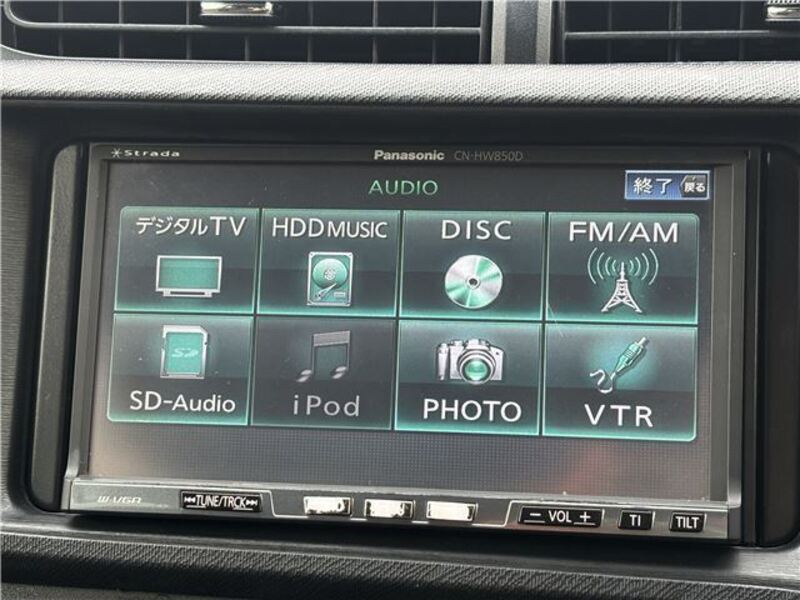 Strada Panasonic CN-HW850D
AUDIO
終了 戻る
デジタルTV HDD MUSIC DISC FM/AM
SD
SD-Audio iPod PHOTO VTR
W-VGA TUNE/TRCK − VOL + TI TILT